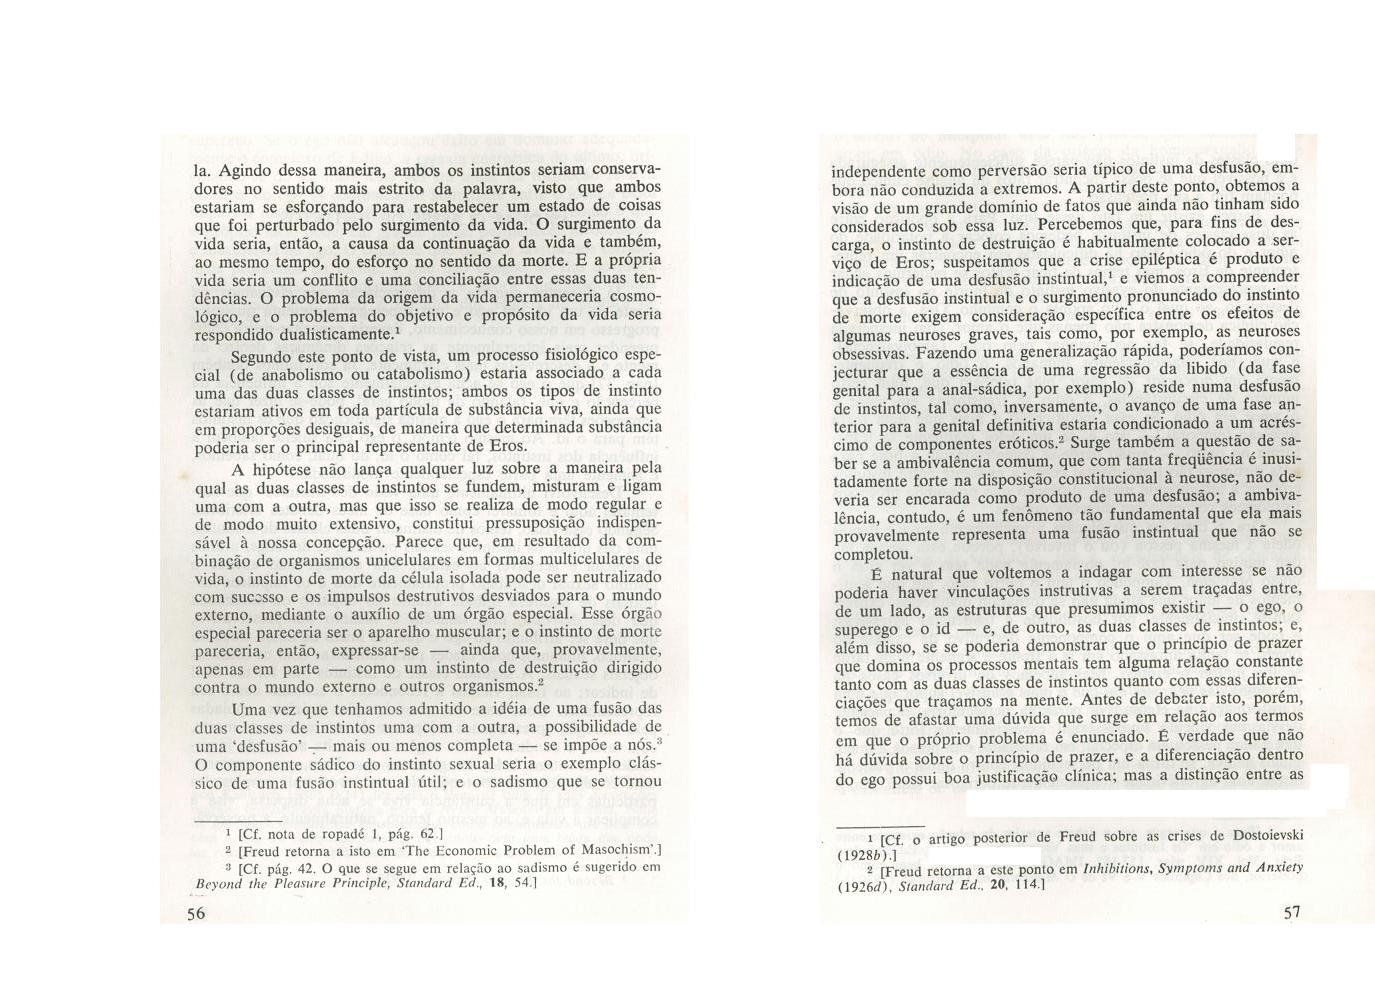 la. Agindo dessa maneira, ambos os instintos seriam conserva-
dores no sentido mais estrito da palavra, visto que ambos
estariam se esforçando para restabelecer um estado de coisas
que foi perturbado pelo surgimento da vida. O surgimento da
vida seria, então, a causa da continuação da vida e também,
ao mesmo tempo, do esforço no sentido da morte. E a própria
vida seria um conflito e uma conciliação entre essas duas ten-
dências. O problema da origem da vida permaneceria cosmo-
lógico, e o problema do objetivo e propósito da vida seria
respondido dualisticamente.¹
Segundo este ponto de vista, um processo fisiológico espe-
cial (de anabolismo ou catabolismo) estaria associado a cada
uma das duas classes de instintos; ambos os tipos de instinto
estariam ativos em toda partícula de substância viva, ainda que
em proporções desiguais, de maneira que determinada substância
poderia ser o principal representante de Eros.
A hipótese não lança qualquer luz sobre a maneira pela
qual as duas classes de instintos se fundem, misturam e ligam
uma com a outra, mas que isso se realiza de modo regular e
de modo muito extensivo, constitui pressuposição indispen-
sável à nossa concepção. Parece que, em resultado da com-
binação de organismos unicelulares em formas multicelulares de
vida, o instinto de morte da célula isolada pode ser neutralizado
com sucesso e os impulsos destrutivos desviados para o mundo
externo, mediante o auxílio de um órgão especial. Esse órgão
especial pareceria ser o aparelho muscular; e o instinto de morte
pareceria, então, expressar-se — ainda que, provavelmente,
apenas em parte — como um instinto de destruição dirigido
contra o mundo externo e outros organismos.²
Uma vez que tenhamos admitido a idéia de uma fusão das
duas classes de instintos uma com a outra, a possibilidade de
uma 'desfusão' — mais ou menos completa — se impõe a nós.³
O componente sádico do instinto sexual seria o exemplo clás-
sico de uma fusão instintual útil; e o sadismo que se tornou
¹ [Cf. nota de ropadé 1, pág. 62.]
² [Freud retorna a isto em 'The Economic Problem of Masochism'.]
³ [Cf. pág. 42. O que se segue em relação ao sadismo é sugerido em
Beyond the Pleasure Principle, Standard Ed., 18, 54.]
56
independente como perversão seria típico de uma desfusão, em-
bora não conduzida a extremos. A partir deste ponto, obtemos a
visão de um grande domínio de fatos que ainda não tinham sido
considerados sob essa luz. Percebemos que, para fins de des-
carga, o instinto de destruição é habitualmente colocado a ser-
viço de Eros; suspeitamos que a crise epiléptica é produto e
indicação de uma desfusão instintual,¹ e viemos a compreender
que a desfusão instintual e o surgimento pronunciado do instinto
de morte exigem consideração específica entre os efeitos de
algumas neuroses graves, tais como, por exemplo, as neuroses
obsessivas. Fazendo uma generalização rápida, poderíamos con-
jecturar que a essência de uma regressão da libido (da fase
genital para a anal-sádica, por exemplo) reside numa desfusão
de instintos, tal como, inversamente, o avanço de uma fase an-
terior para a genital definitiva estaria condicionado a um acrés-
cimo de componentes eróticos.² Surge também a questão de sa-
ber se a ambivalência comum, que com tanta freqüência é inusi-
tadamente forte na disposição constitucional à neurose, não de-
veria ser encarada como produto de uma desfusão; a ambiva-
lência, contudo, é um fenômeno tão fundamental que ela mais
provavelmente representa uma fusão instintual que não se
completou.
É natural que voltemos a indagar com interesse se não
poderia haver vinculações instrutivas a serem traçadas entre,
de um lado, as estruturas que presumimos existir — o ego, o
superego e o id — e, de outro, as duas classes de instintos; e,
além disso, se se poderia demonstrar que o princípio de prazer
que domina os processos mentais tem alguma relação constante
tanto com as duas classes de instintos quanto com essas diferen-
ciações que traçamos na mente. Antes de debater isto, porém,
temos de afastar uma dúvida que surge em relação aos termos
em que o próprio problema é enunciado. É verdade que não
há dúvida sobre o princípio de prazer, e a diferenciação dentro
do ego possui boa justificação clínica; mas a distinção entre as
¹ [Cf. o artigo posterior de Freud sobre as crises de Dostoievski
(1928b).]
² [Freud retorna a este ponto em Inhibitions, Symptoms and Anxiety
(1926d), Standard Ed., 20, 114.]
57